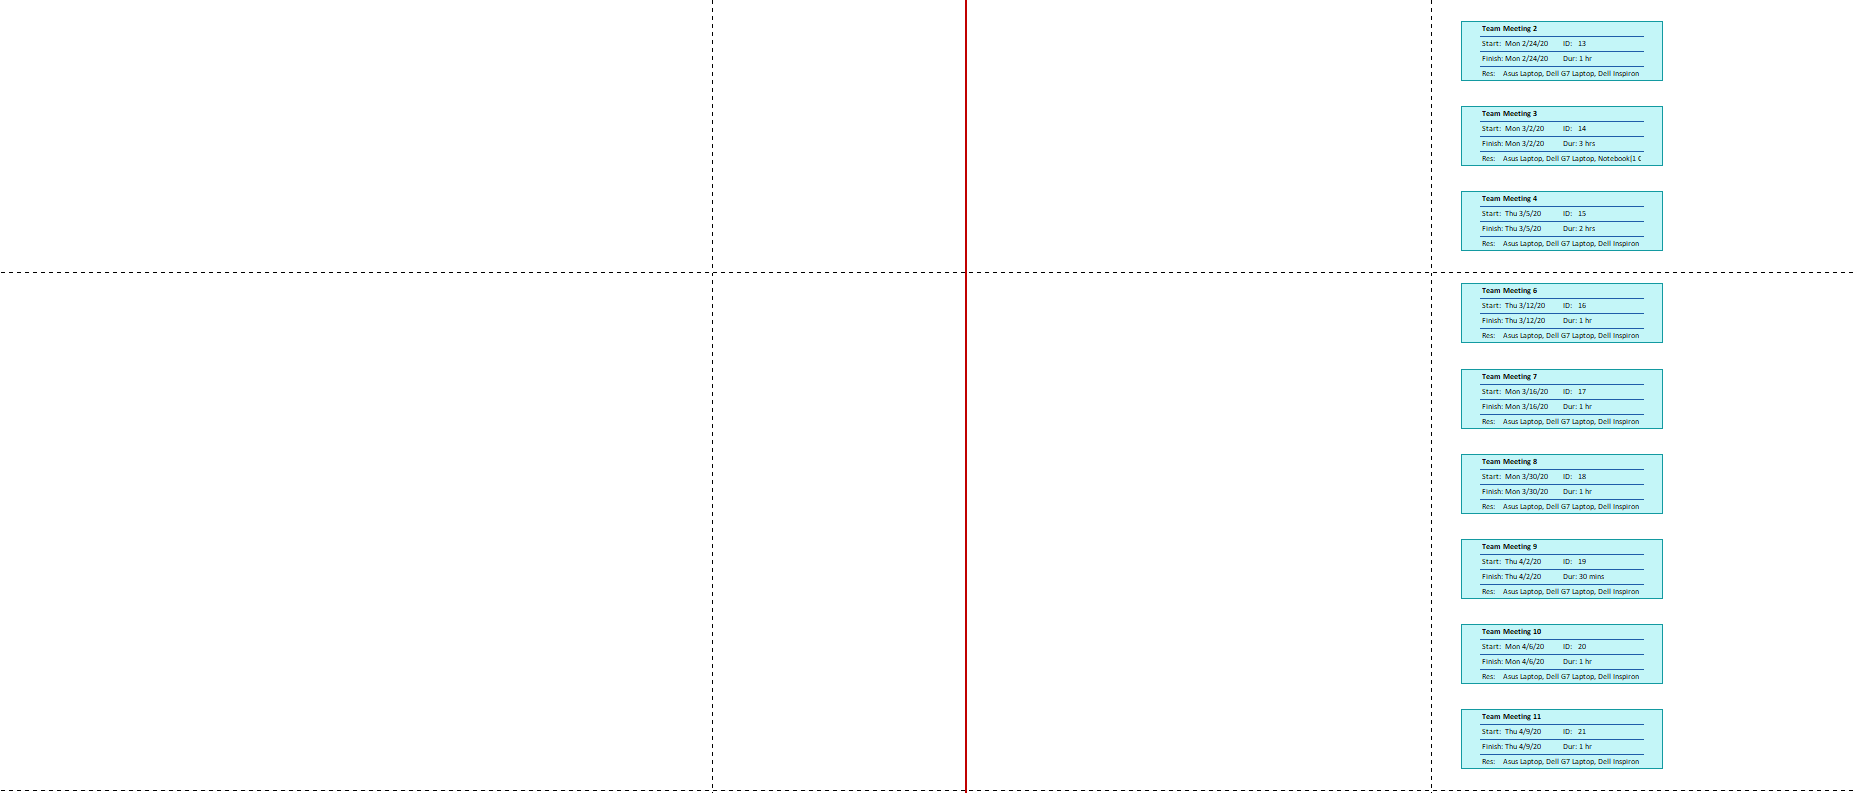 Team Meeting 2
Start: Mon 2/24/20 ID: 13
Finish: Mon 2/24/20 Dur: 1 hr
Res: Asus Laptop, Dell G7 Laptop, Dell Inspiron
Team Meeting 3
Start: Mon 3/2/20 ID: 14
Finish: Mon 3/2/20 Dur: 3 hrs
Res: Asus Laptop, Dell G7 Laptop, Notebook[1 C
Team Meeting 4
Start: Thu 3/5/20 ID: 15
Finish: Thu 3/5/20 Dur: 2 hrs
Res: Asus Laptop, Dell G7 Laptop, Dell Inspiron
Team Meeting 6
Start: Thu 3/12/20 ID: 16
Finish: Thu 3/12/20 Dur: 1 hr
Res: Asus Laptop, Dell G7 Laptop, Dell Inspiron
Team Meeting 7
Start: Mon 3/16/20 ID: 17
Finish: Mon 3/16/20 Dur: 1 hr
Res: Asus Laptop, Dell G7 Laptop, Dell Inspiron
Team Meeting 8
Start: Mon 3/30/20 ID: 18
Finish: Mon 3/30/20 Dur: 1 hr
Res: Asus Laptop, Dell G7 Laptop, Dell Inspiron
Team Meeting 9
Start: Thu 4/2/20 ID: 19
Finish: Thu 4/2/20 Dur: 30 mins
Res: Asus Laptop, Dell G7 Laptop, Dell Inspiron
Team Meeting 10
Start: Mon 4/6/20 ID: 20
Finish: Mon 4/6/20 Dur: 1 hr
Res: Asus Laptop, Dell G7 Laptop, Dell Inspiron
Team Meeting 11
Start: Thu 4/9/20 ID: 21
Finish: Thu 4/9/20 Dur: 1 hr
Res: Asus Laptop, Dell G7 Laptop, Dell Inspiron